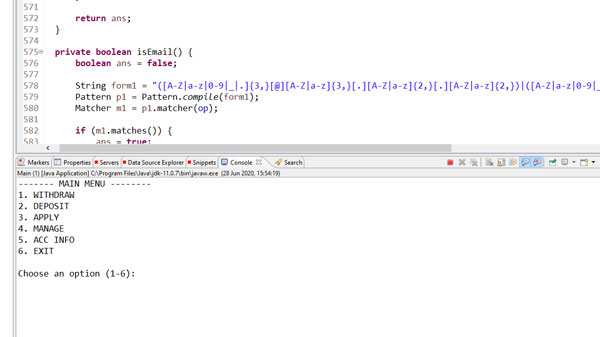 571
572 return ans;
573 }
574
575 private boolean isEmail() {
576 boolean ans = false;
577
578 String form1 = "([A-Z|a-z|0-9|_|.]{3,}[@][A-Z|a-z]{3,}[.][A-Z|a-z]{2,}[.][A-Z|a-z]{2,})|([A-Z|a-z|0-9|_
579 Pattern p1 = Pattern.compile(form1);
580 Matcher m1 = p1.matcher(op);
581
582 if (m1.matches()) {
583 ans = true;
Markers Properties Servers Data Source Explorer Snippets Console Search
Main (1) [Java Application] C:\Program Files\Java\jdk-11.0.7\bin\javaw.exe (28 Jun 2020, 15:54:19)
------- MAIN MENU --------
1. WITHDRAW
2. DEPOSIT
3. APPLY
4. MANAGE
5. ACC INFO
6. EXIT
Choose an option (1-6):